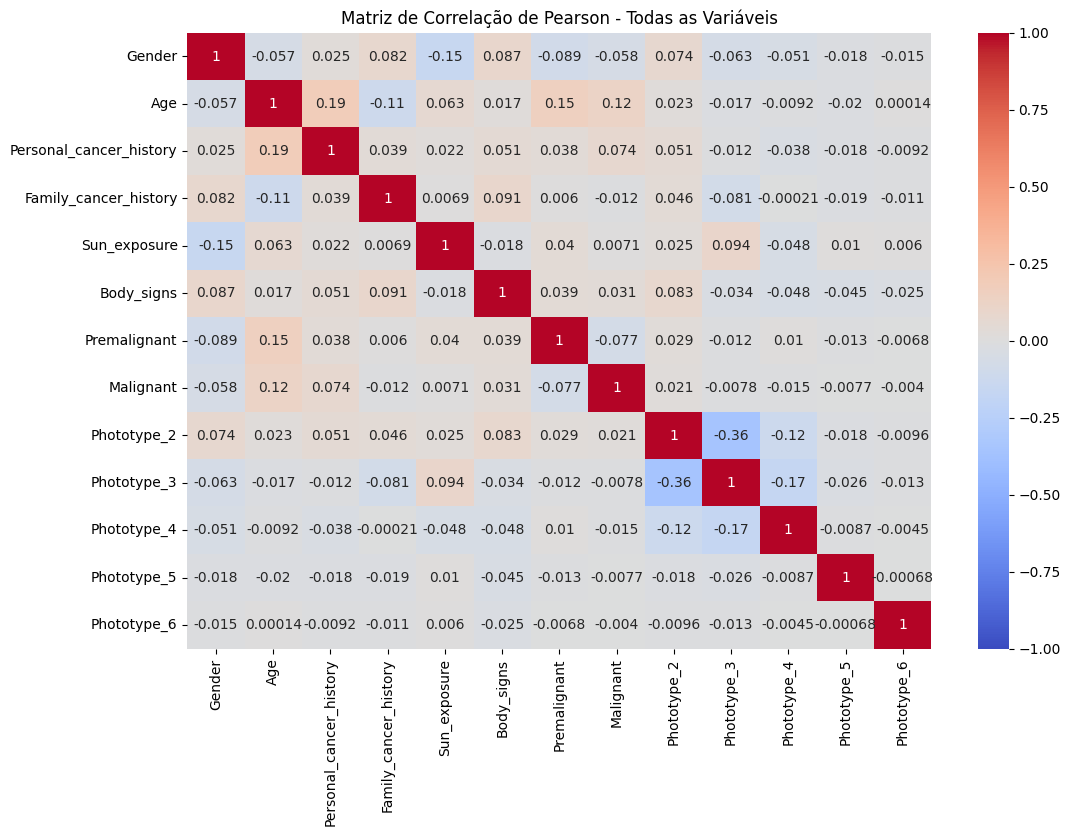 Matriz de Correlação de Pearson - Todas as Variáveis
Gender 1 -0.057 0.025 0.082 -0.15 0.087 -0.089 -0.058 0.074 -0.063 -0.051 -0.018 -0.015
Age -0.057 1 0.19 -0.11 0.063 0.017 0.15 0.12 0.023 -0.017 -0.0092 -0.02 0.00014
Personal_cancer_history 0.025 0.19 1 0.039 0.022 0.051 0.038 0.074 0.051 -0.012 -0.038 -0.018 -0.0092
Family_cancer_history 0.082 -0.11 0.039 1 0.0069 0.091 0.006 -0.012 0.046 -0.081 -0.00021 -0.019 -0.011
Sun_exposure -0.15 0.063 0.022 0.0069 1 -0.018 0.04 0.0071 0.025 0.094 -0.048 0.01 0.006
Body_signs 0.087 0.017 0.051 0.091 -0.018 1 0.039 0.031 0.083 -0.034 -0.048 -0.045 -0.025
Premalignant -0.089 0.15 0.038 0.006 0.04 0.039 1 -0.077 0.029 -0.012 0.01 -0.013 -0.0068
Malignant -0.058 0.12 0.074 -0.012 0.0071 0.031 -0.077 1 0.021 -0.0078 -0.015 -0.0077 -0.004
Phototype_2 0.074 0.023 0.051 0.046 0.025 0.083 0.029 0.021 1 -0.36 -0.12 -0.018 -0.0096
Phototype_3 -0.063 -0.017 -0.012 -0.081 0.094 -0.034 -0.012 -0.0078 -0.36 1 -0.17 -0.026 -0.013
Phototype_4 -0.051 -0.0092 -0.038 -0.00021 -0.048 -0.048 0.01 -0.015 -0.12 -0.17 1 -0.0087 -0.0045
Phototype_5 -0.018 -0.02 -0.018 -0.019 0.01 -0.045 -0.013 -0.0077 -0.018 -0.026 -0.0087 1 -0.00068
Phototype_6 -0.015 0.00014 -0.0092 -0.011 0.006 -0.025 -0.0068 -0.004 -0.0096 -0.013 -0.0045 -0.00068 1
Gender
Age
Personal_cancer_history
Family_cancer_history
Sun_exposure
Body_signs
Premalignant
Malignant
Phototype_2
Phototype_3
Phototype_4
Phototype_5
Phototype_6
1.00
0.75
0.50
0.25
0.00
−0.25
−0.50
−0.75
−1.00